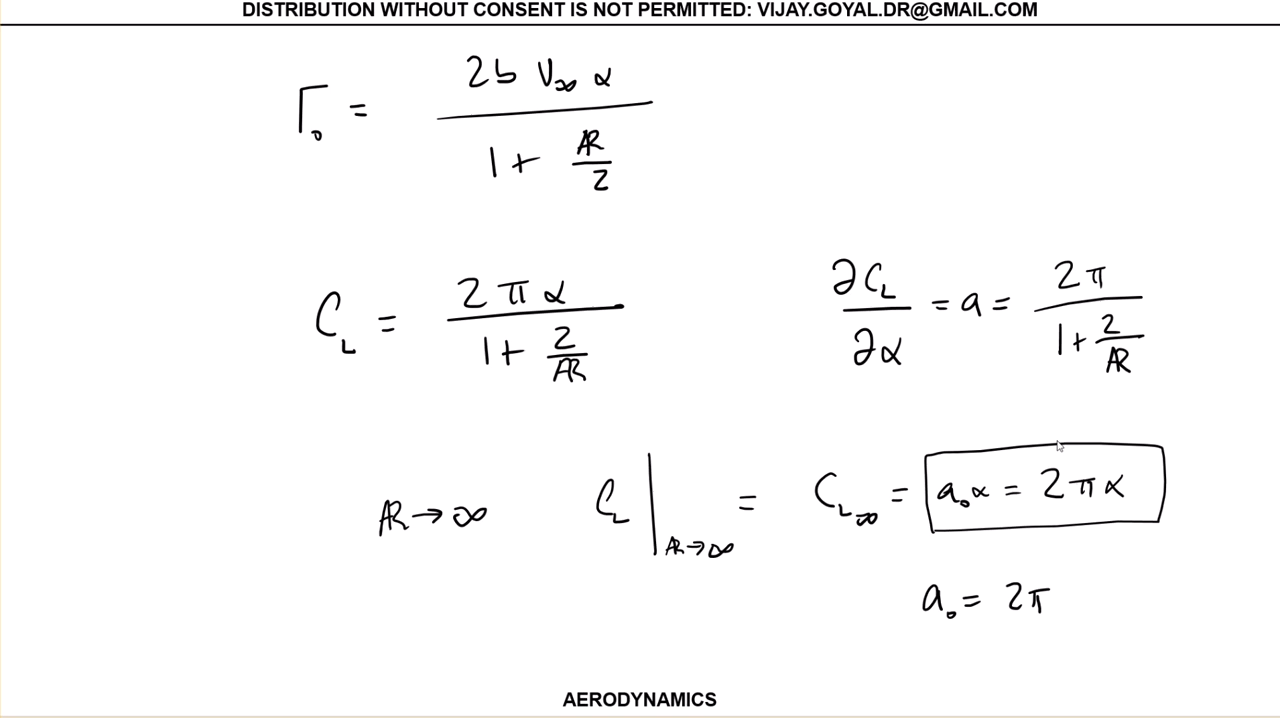 DISTRIBUTION WITHOUT CONSENT IS NOT PERMITTED: VIJAY.GOYAL.DR@GMAIL.COM
Γ₀ = (2b V∞ α) / (1 + AR/2)
C_L = (2πα) / (1 + 2/AR)
∂C_L/∂α = a = 2π / (1 + 2/AR)
AR → ∞
C_L |_{AR→∞} = C_{L∞} = a₀α = 2πα
a₀ = 2π
AERODYNAMICS